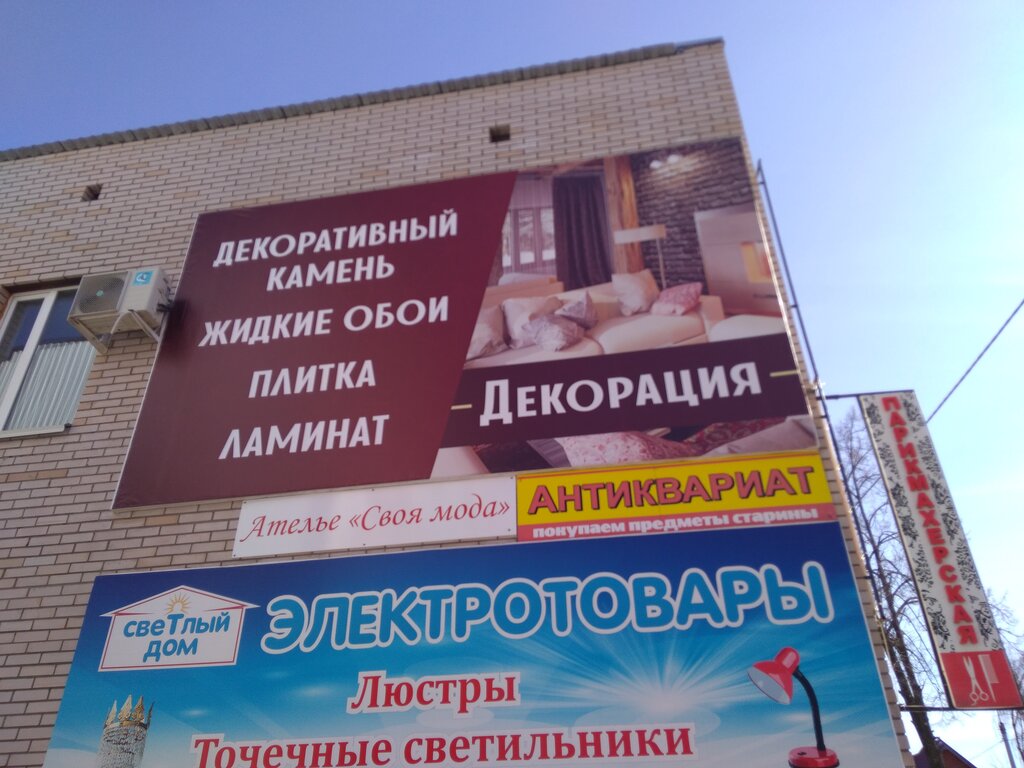 ДЕКОРАТИВНЫЙ
КАМЕНЬ
ЖИДКИЕ ОБОИ
ПЛИТКА
ЛАМИНАТ
ДЕКОРАЦИЯ
Ателье «Своя мода»
АНТИКВАРИАТ
покупаем предметы старины
свеТлый
дом
ЭЛЕКТРОТОВАРЫ
Люстры
Точечные светильники
ПАРИКМАХЕРСКАЯ